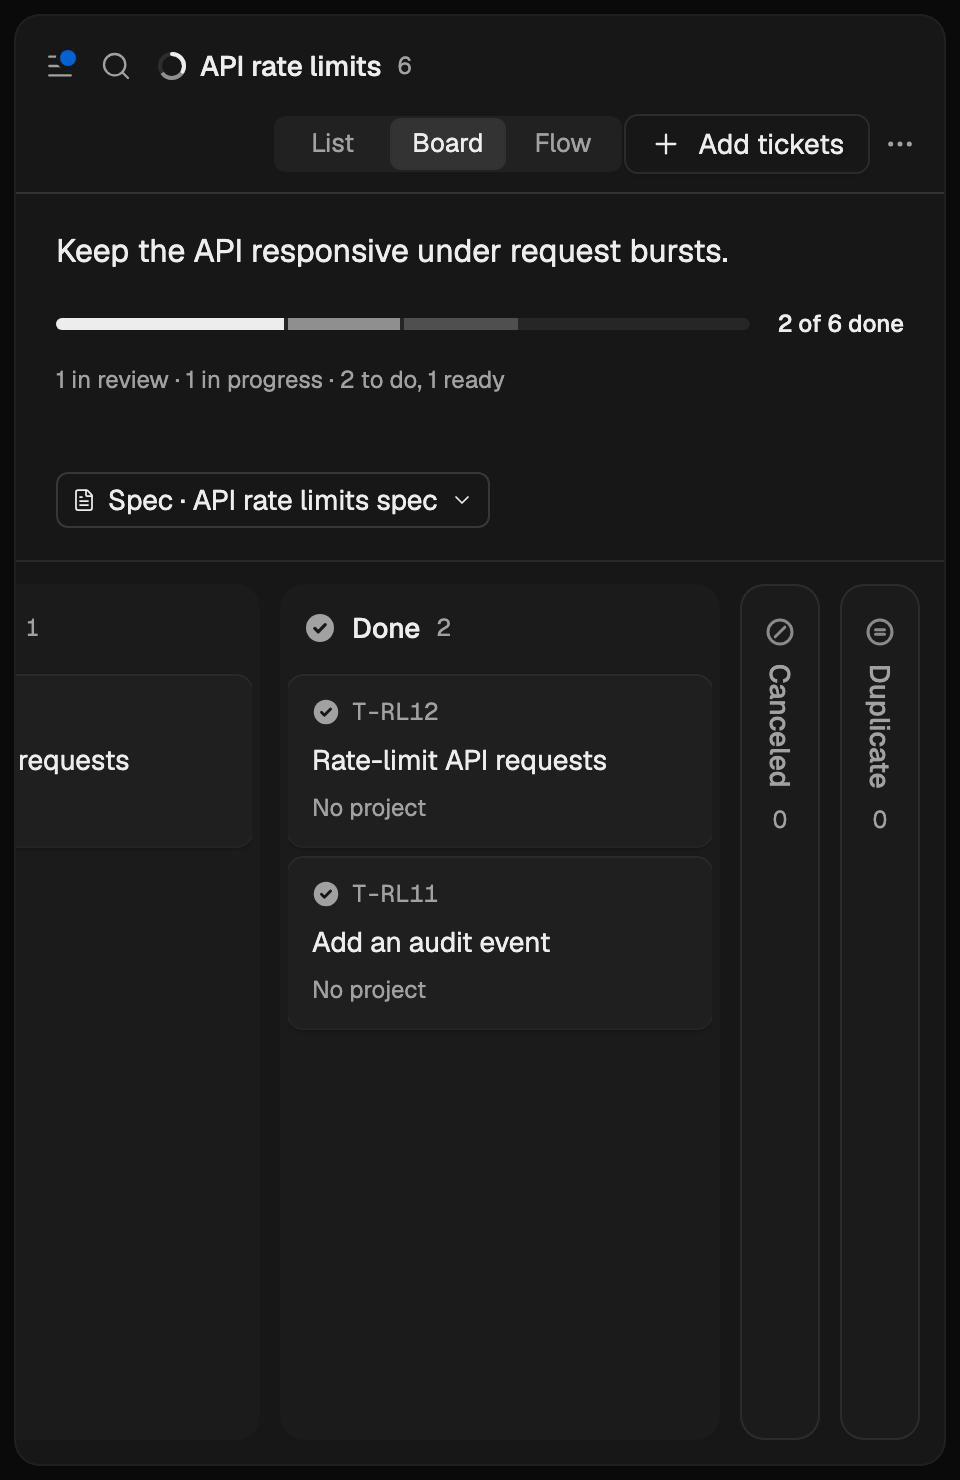 API rate limits 6
List Board Flow + Add tickets
Keep the API responsive under request bursts.
2 of 6 done
1 in review · 1 in progress · 2 to do, 1 ready
Spec · API rate limits spec
1
requests
Done 2
T-RL12
Rate-limit API requests
No project
T-RL11
Add an audit event
No project
Canceled 0
Duplicate 0